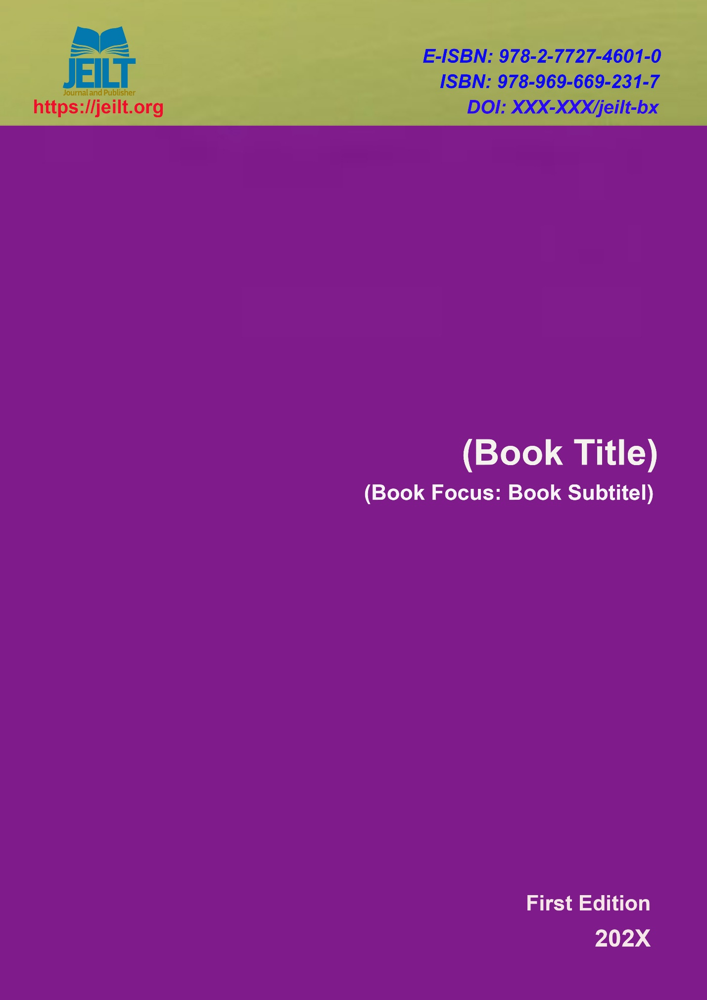 JEILT
Journal and Publisher
https://jeilt.org
E-ISBN: 978-2-7727-4601-0
ISBN: 978-969-669-231-7
DOI: XXX-XXX/jeilt-bx
(Book Title)
(Book Focus: Book Subtitel)
First Edition
202X